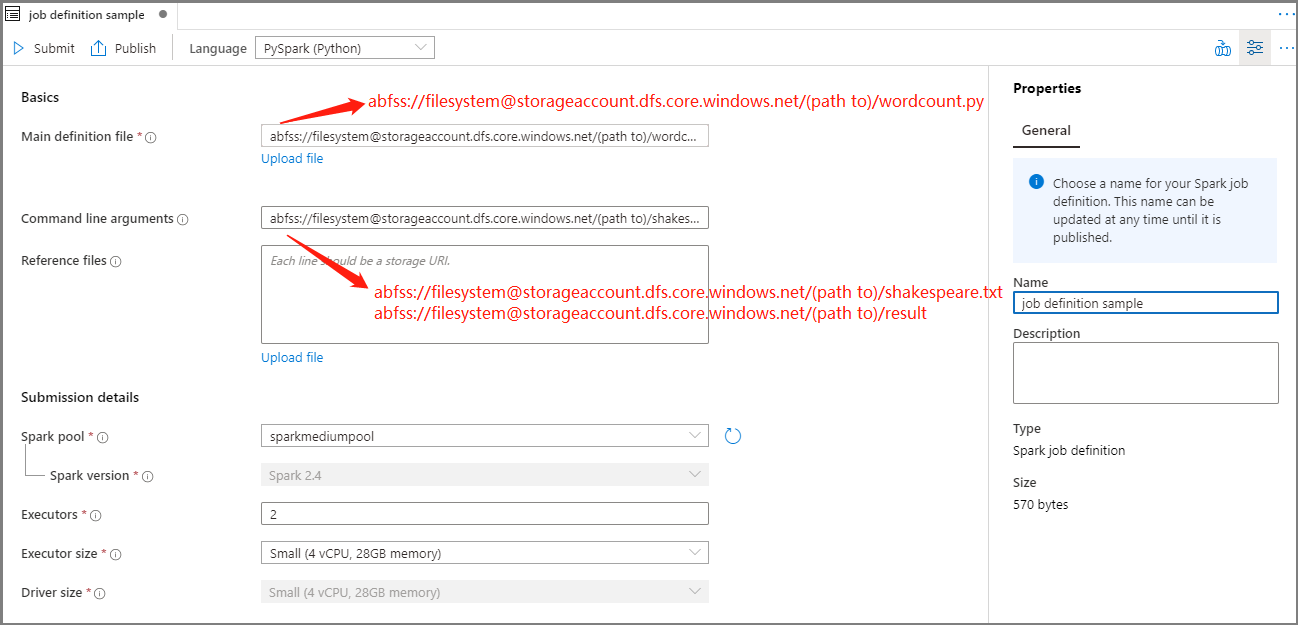 job definition sample
Submit Publish Language PySpark (Python)
Basics
abfss://filesystem@storageaccount.dfs.core.windows.net/(path to)/wordcount.py
Main definition file * abfss://filesystem@storageaccount.dfs.core.windows.net/(path to)/wordc...
Upload file
Command line arguments abfss://filesystem@storageaccount.dfs.core.windows.net/(path to)/shakes...
Reference files Each line should be a storage URI.
abfss://filesystem@storageaccount.dfs.core.windows.net/(path to)/shakespeare.txt
abfss://filesystem@storageaccount.dfs.core.windows.net/(path to)/result
Upload file
Submission details
Spark pool * sparkmediumpool
Spark version * Spark 2.4
Executors * 2
Executor size * Small (4 vCPU, 28GB memory)
Driver size * Small (4 vCPU, 28GB memory)
Properties
General
Choose a name for your Spark job
definition. This name can be
updated at any time until it is
published.
Name
job definition sample
Description
Type
Spark job definition
Size
570 bytes